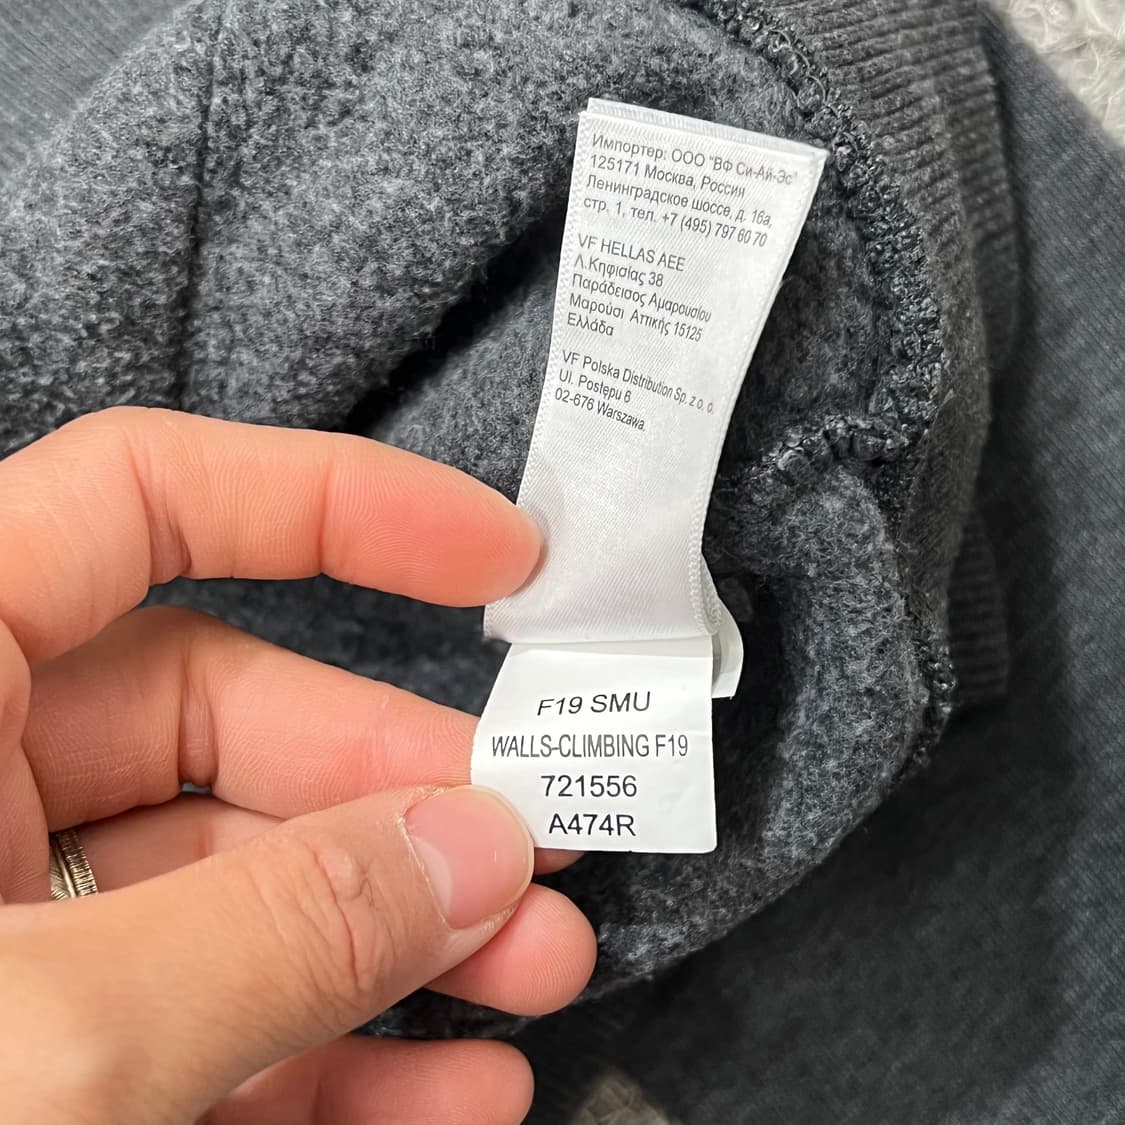 Импортер: ООО "ВФ Си-Ай-Эс"
125171 Москва, Россия
Ленинградское шоссе, д. 16а,
стр. 1, тел. +7 (495) 797 60 70
VF HELLAS AEE
Λ.Κηφισίας 38
Παράδεισος Αμαρουσίου
Μαρούσι Αττικής 15125
Ελλάδα
VF Polska Distribution Sp. z o. o.
Ul. Postępu 6
02-676 Warszawa.
F19 SMU
WALLS-CLIMBING F19
721556
A474R